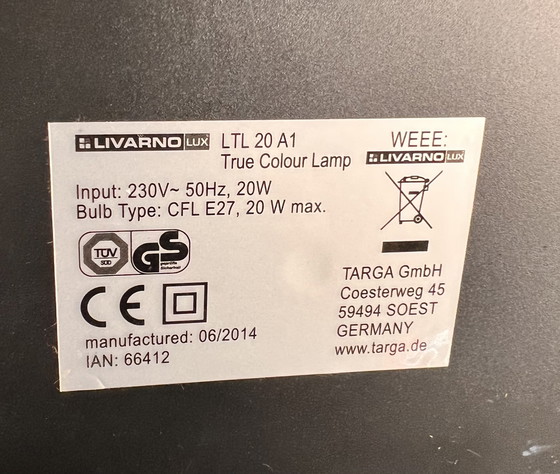 LIVARNO LUX LTL 20 A1
True Colour Lamp
Input: 230V~ 50Hz, 20W
Bulb Type: CFL E27, 20 W max.
TÜV
SÜD
GS
geprüfte
Sicherheit
CE
manufactured: 06/2014
IAN: 66412
WEEE:
LIVARNO LUX
TARGA GmbH
Coesterweg 45
59494 SOEST
GERMANY
www.targa.de